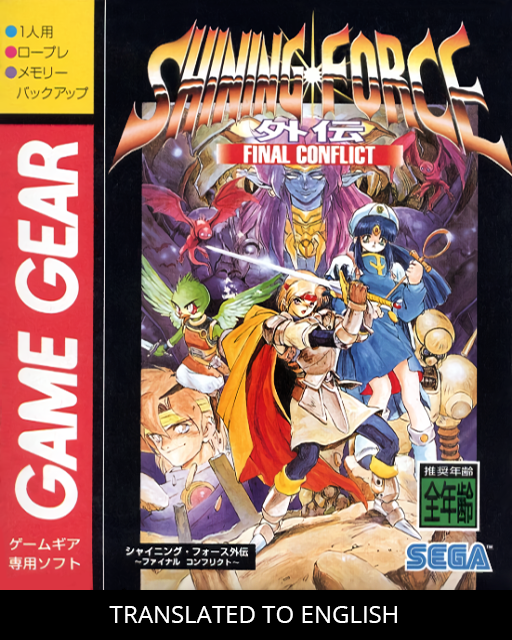 1人用
ロープレ
メモリー
バックアップ
GAME GEAR
ゲームギア
専用ソフト
SHINING FORCE
外伝
FINAL CONFLICT
推奨年齢
全年齢
シャイニング・フォース外伝
~ファイナル コンフリクト~
SEGA™
TRANSLATED TO ENGLISH